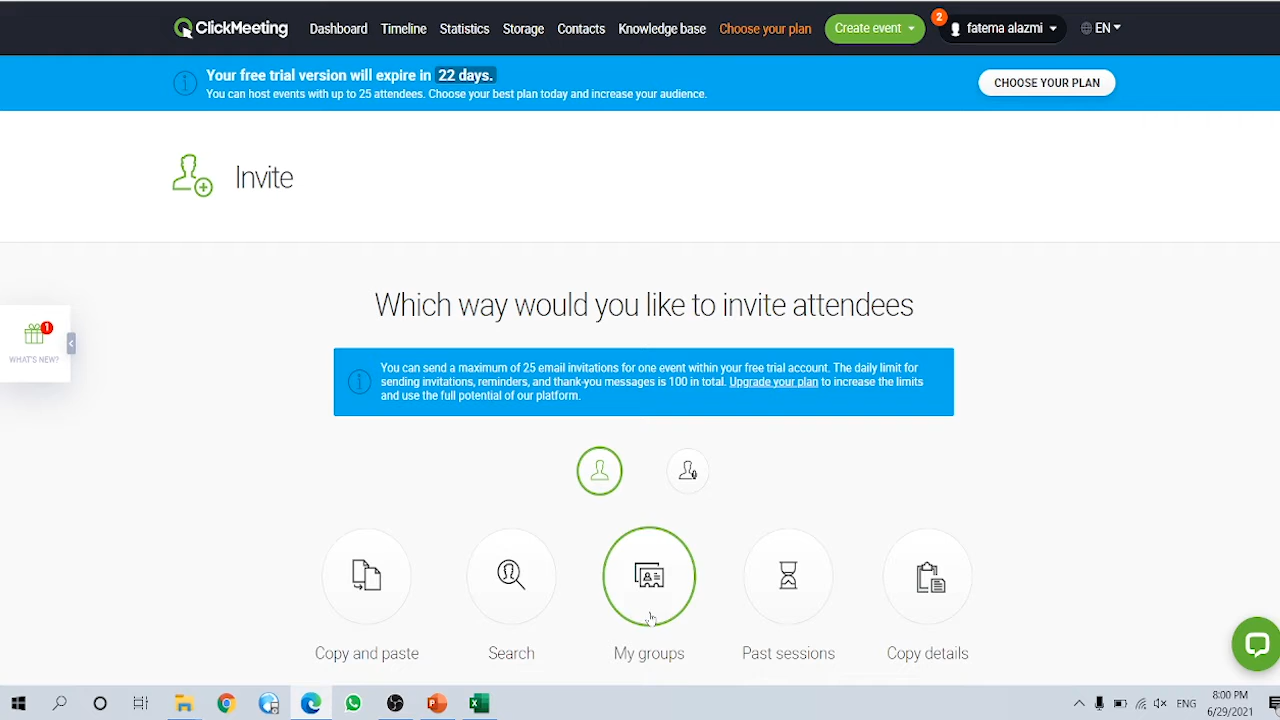 ClickMeeting Dashboard Timeline Statistics Storage Contacts Knowledge base Choose your plan Create event 2 fatema alazmi EN
Your free trial version will expire in 22 days.
You can host events with up to 25 attendees. Choose your best plan today and increase your audience.
CHOOSE YOUR PLAN
Invite
Which way would you like to invite attendees
1
WHAT'S NEW?
You can send a maximum of 25 email invitations for one event within your free trial account. The daily limit for
sending invitations, reminders, and thank-you messages is 100 in total. Upgrade your plan to increase the limits
and use the full potential of our platform.
Copy and paste Search My groups Past sessions Copy details
ENG
8:00 PM
6/29/2021